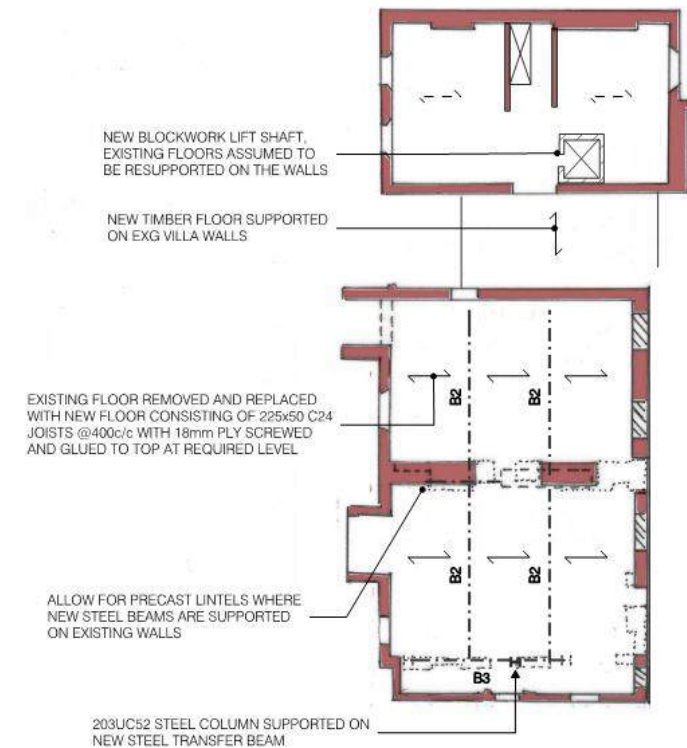 NEW BLOCKWORK LIFT SHAFT,
EXISTING FLOORS ASSUMED TO
BE RESUPPORTED ON THE WALLS
NEW TIMBER FLOOR SUPPORTED
ON EXG VILLA WALLS
EXISTING FLOOR REMOVED AND REPLACED
WITH NEW FLOOR CONSISTING OF 225x50 C24
JOISTS @400c/c WITH 18mm PLY SCREWED
AND GLUED TO TOP AT REQUIRED LEVEL
B2
B2
ALLOW FOR PRECAST LINTELS WHERE
NEW STEEL BEAMS ARE SUPPORTED
ON EXISTING WALLS
B2
B2
B3
203UC52 STEEL COLUMN SUPPORTED ON
NEW STEEL TRANSFER BEAM